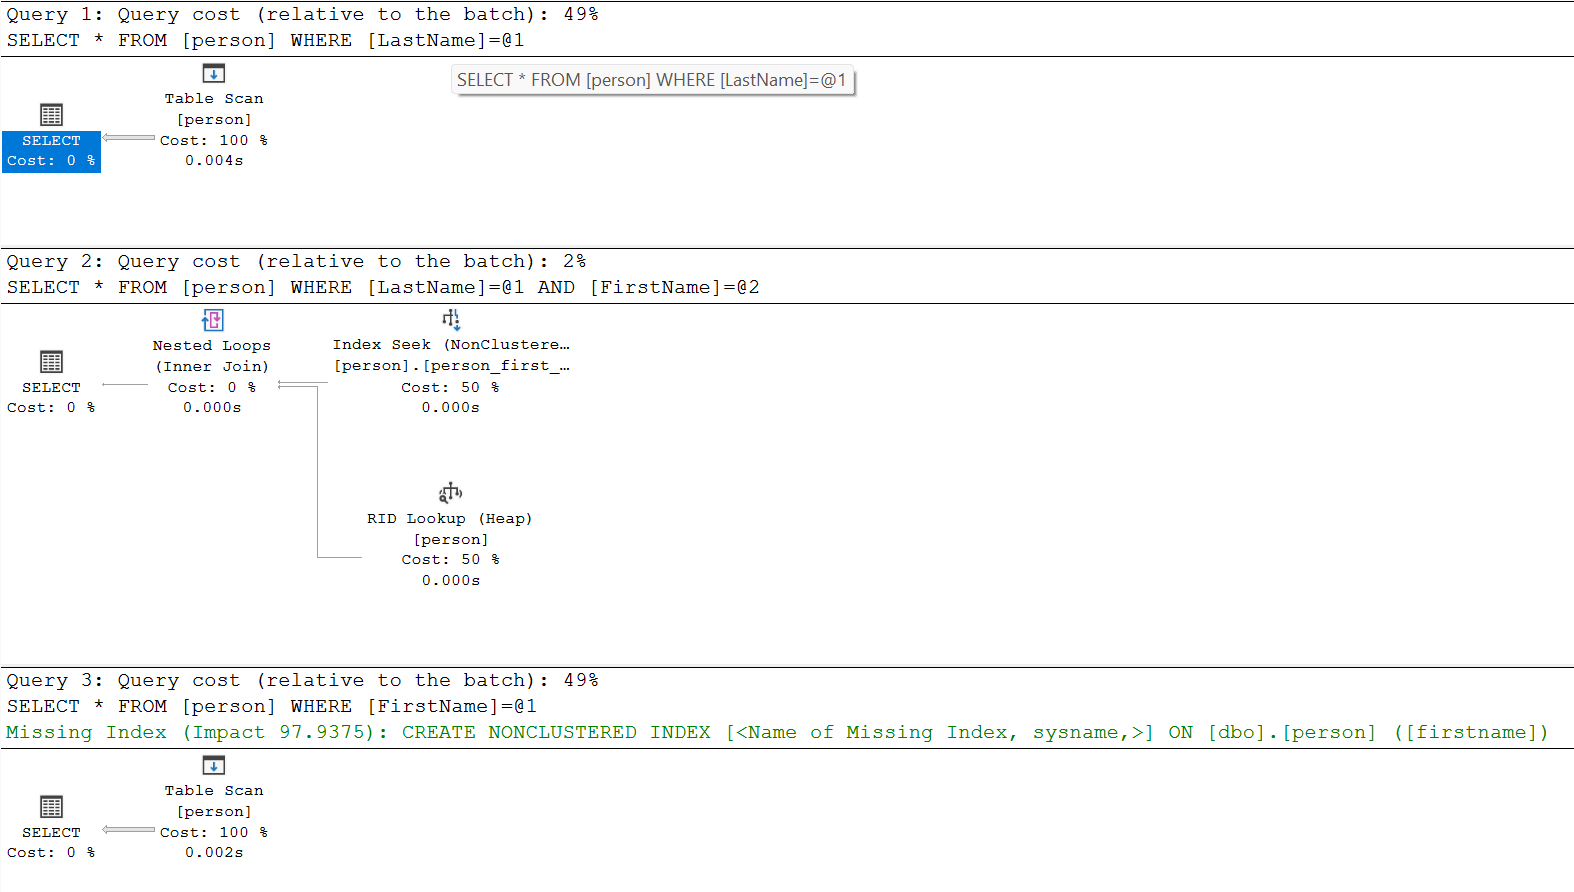 Query 1: Query cost (relative to the batch): 49%
SELECT * FROM [person] WHERE [LastName]=@1
SELECT * FROM [person] WHERE [LastName]=@1
Table Scan
[person]
Cost: 100 %
0.004s
SELECT
Cost: 0 %
Query 2: Query cost (relative to the batch): 2%
SELECT * FROM [person] WHERE [LastName]=@1 AND [FirstName]=@2
Nested Loops
(Inner Join)
Cost: 0 %
0.000s
Index Seek (NonClustere…
[person].[person_first_…
Cost: 50 %
0.000s
SELECT
Cost: 0 %
RID Lookup (Heap)
[person]
Cost: 50 %
0.000s
Query 3: Query cost (relative to the batch): 49%
SELECT * FROM [person] WHERE [FirstName]=@1
Missing Index (Impact 97.9375): CREATE NONCLUSTERED INDEX [<Name of Missing Index, sysname,>] ON [dbo].[person] ([firstname])
Table Scan
[person]
Cost: 100 %
0.002s
SELECT
Cost: 0 %